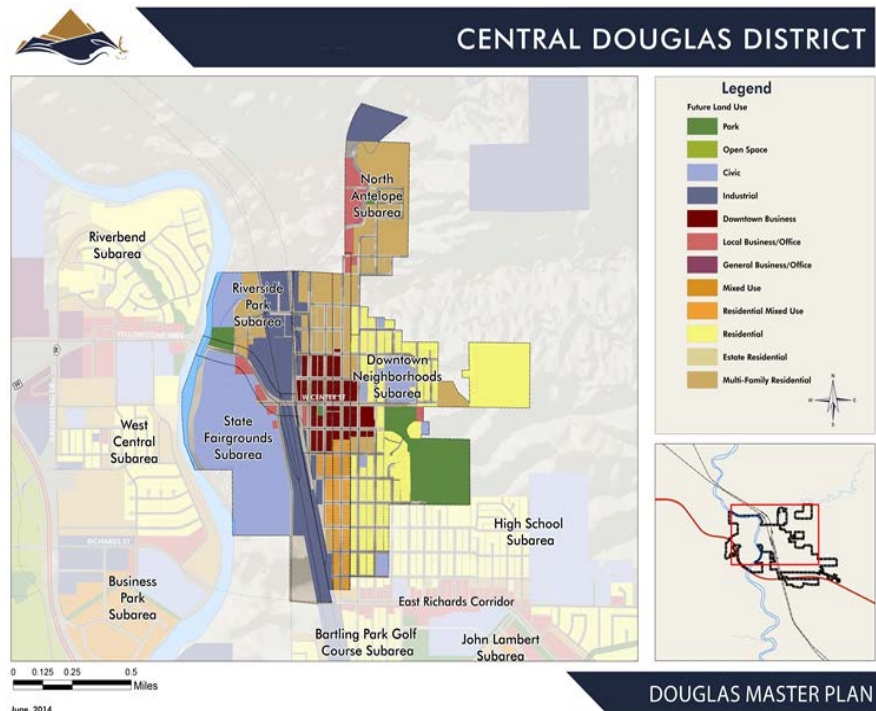 CENTRAL DOUGLAS DISTRICT
North
Antelope
Subarea
Riverbend
Subarea
Riverside
Park
Subarea
YELLOWSTONE HWY
Downtown
Neighborhoods
Subarea
W CENTER ST
State
Fairgrounds
Subarea
West
Central
Subarea
High School
Subarea
RICHARDS ST
Business
Park
Subarea
East Richards Corridor
Bartling Park Golf
Course Subarea
John Lambert
Subarea
Legend
Future Land Use
Park
Open Space
Civic
Industrial
Downtown Business
Local Business/Office
General Business/Office
Mixed Use
Residential Mixed Use
Residential
Estate Residential
Multi-Family Residential
N
W E
S
0 0.125 0.25 0.5
Miles
June, 2014
DOUGLAS MASTER PLAN